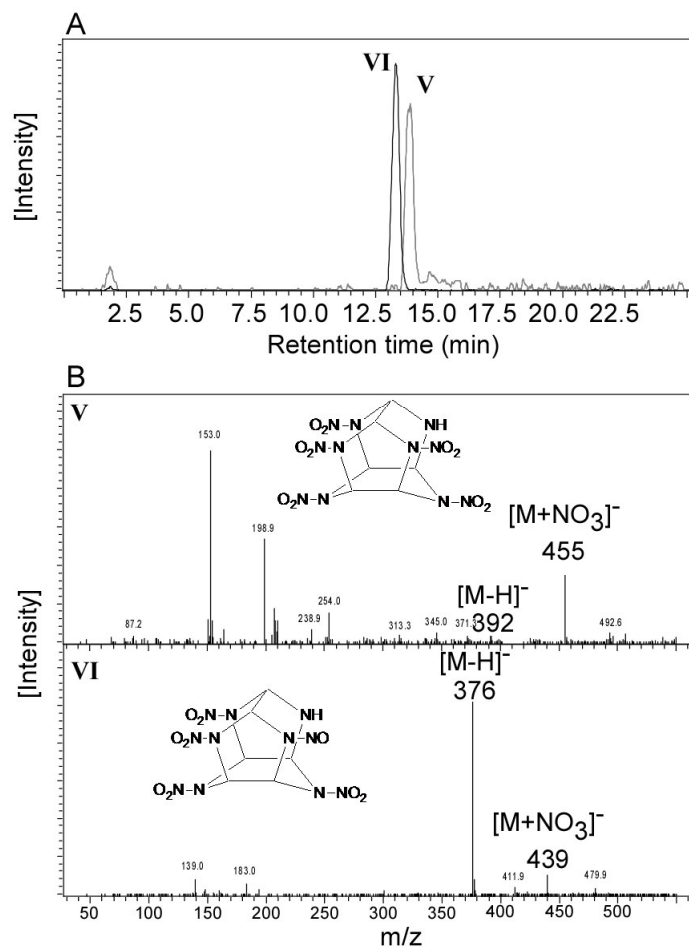 A
VI
V
[Intensity]
2.5 5.0 7.5 10.0 12.5 15.0 17.5 20.0 22.5
Retention time (min)
B
V
153.0
O₂N-N
NH
O₂N-N
N-NO₂
O₂N-N
N-NO₂
[M+NO₃]⁻
455
198.9
[M-H]⁻
392
254.0
87.2
238.9
313.3
345.0
371.3
492.6
[Intensity]
VI
[M-H]⁻
376
O₂N-N
NH
O₂N-N
N-NO
O₂N-N
N-NO₂
[M+NO₃]⁻
439
139.0
183.0
411.9
479.9
50 100 150 200 250 300 350 400 450 500
m/z